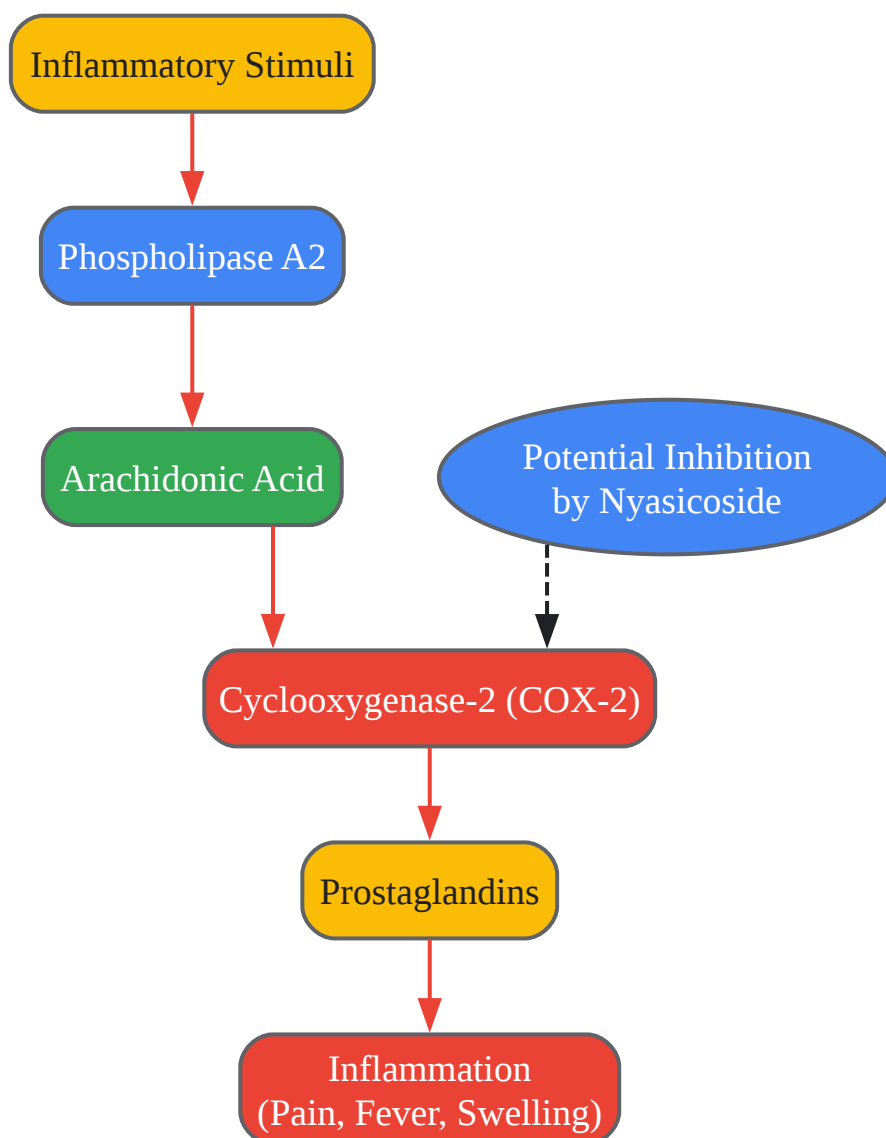 Inflammatory Stimuli
Phospholipase A2
Arachidonic Acid
Potential Inhibition
by Nyasicoside
Cyclooxygenase-2 (COX-2)
Prostaglandins
Inflammation
(Pain, Fever, Swelling)